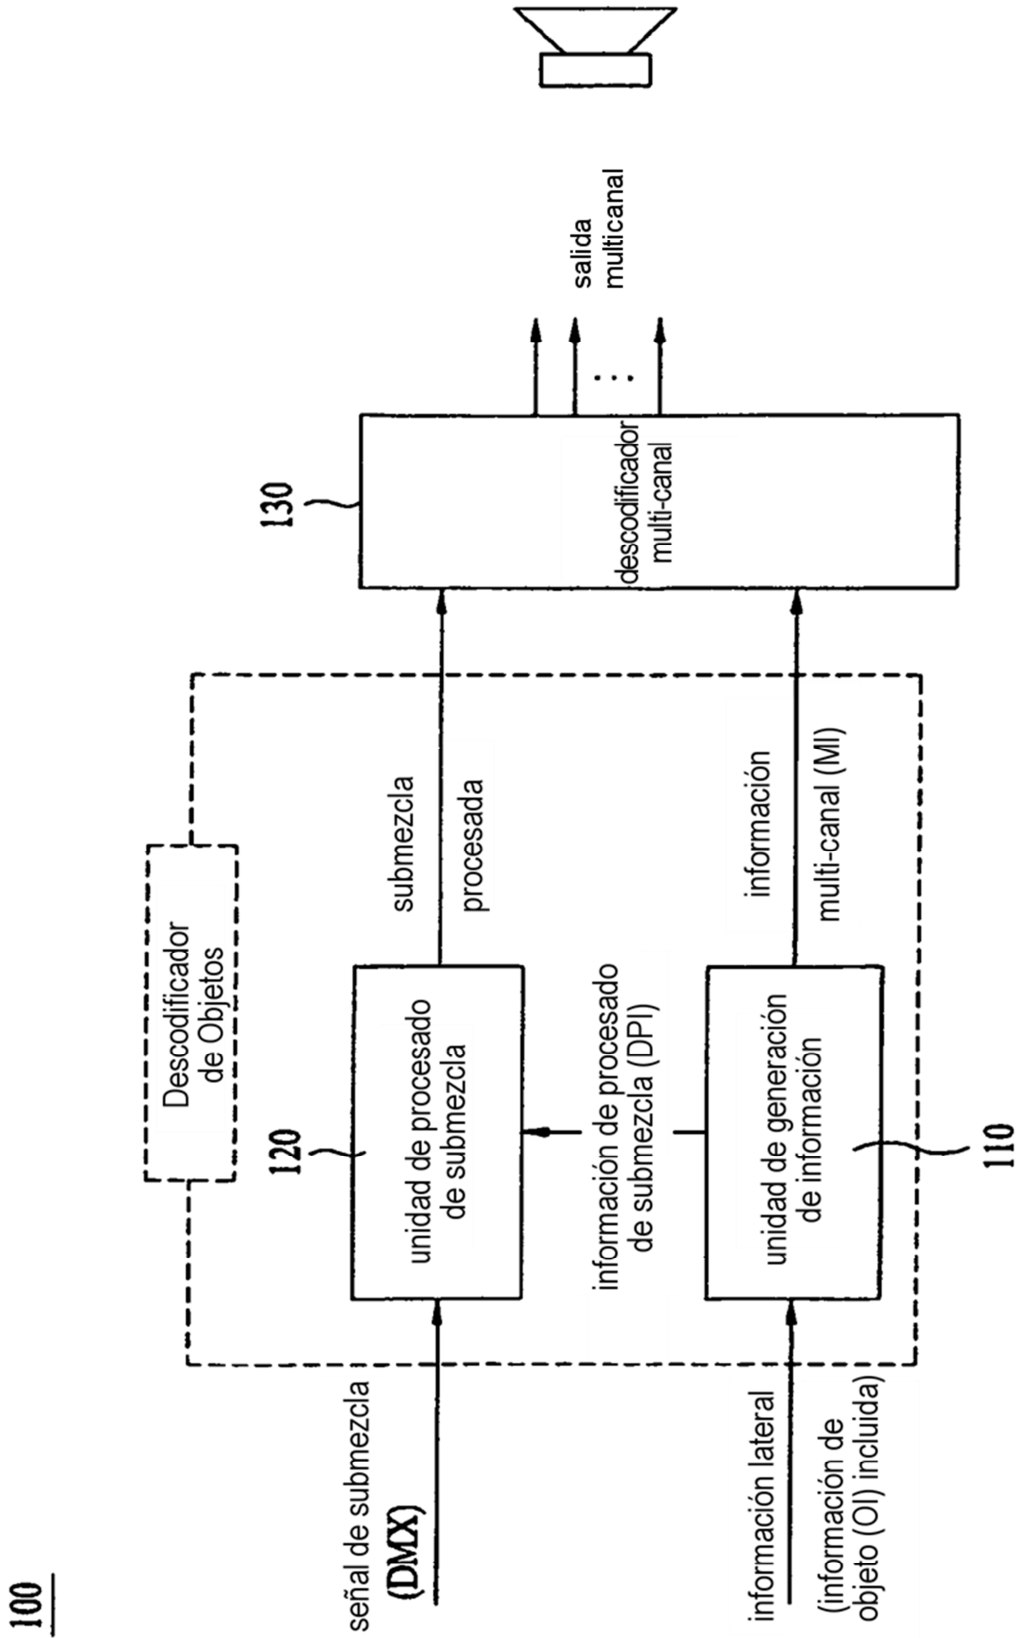 100
Descodificador
de Objetos
señal de submezcla
(DMX)
120
unidad de procesado
de submezcla
submezcla
procesada
130
descodificador
multi-canal
salida
multicanal
...
información de procesado
de submezcla (DPI)
información lateral
(información de
objeto (OI) incluida)
unidad de generación
de información
110
información
multi-canal (MI)